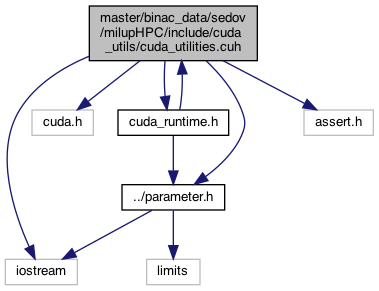 master/binac_data/sedov
/milupHPC/include/cuda
_utils/cuda_utilities.cuh
cuda.h
cuda_runtime.h
assert.h
../parameter.h
iostream
limits